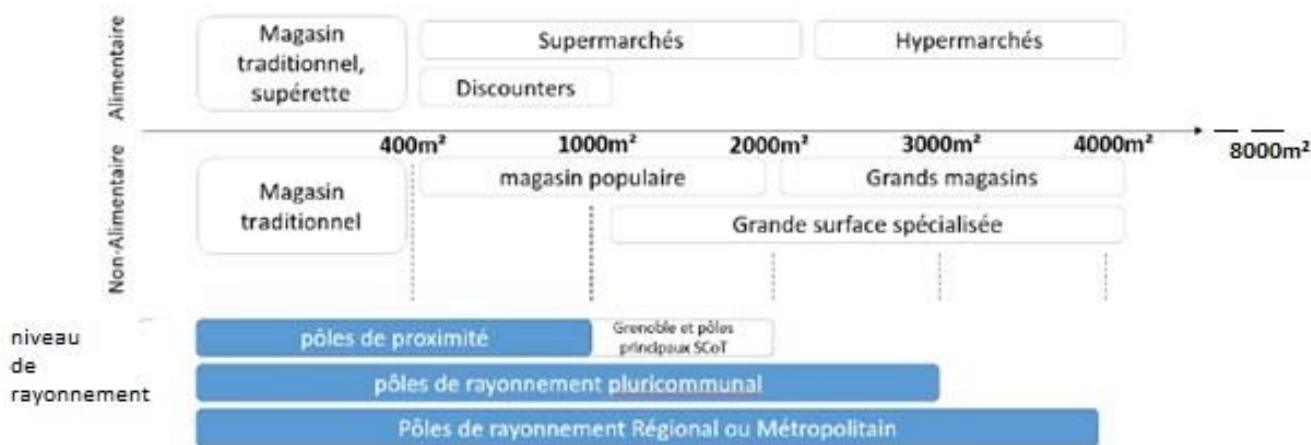 Alimentaire
Magasin
traditionnel,
supérette
Supermarchés
Hypermarchés
Discounters
400m² 1000m² 2000m² 3000m² 4000m² 8000m²
Non-Alimentaire
Magasin
traditionnel
magasin populaire
Grands magasins
Grande surface spécialisée
niveau
de
rayonnement
pôles de proximité
Grenoble et pôles
principaux SCoT
pôles de rayonnement pluricommunal
Pôles de rayonnement Régional ou Métropolitain